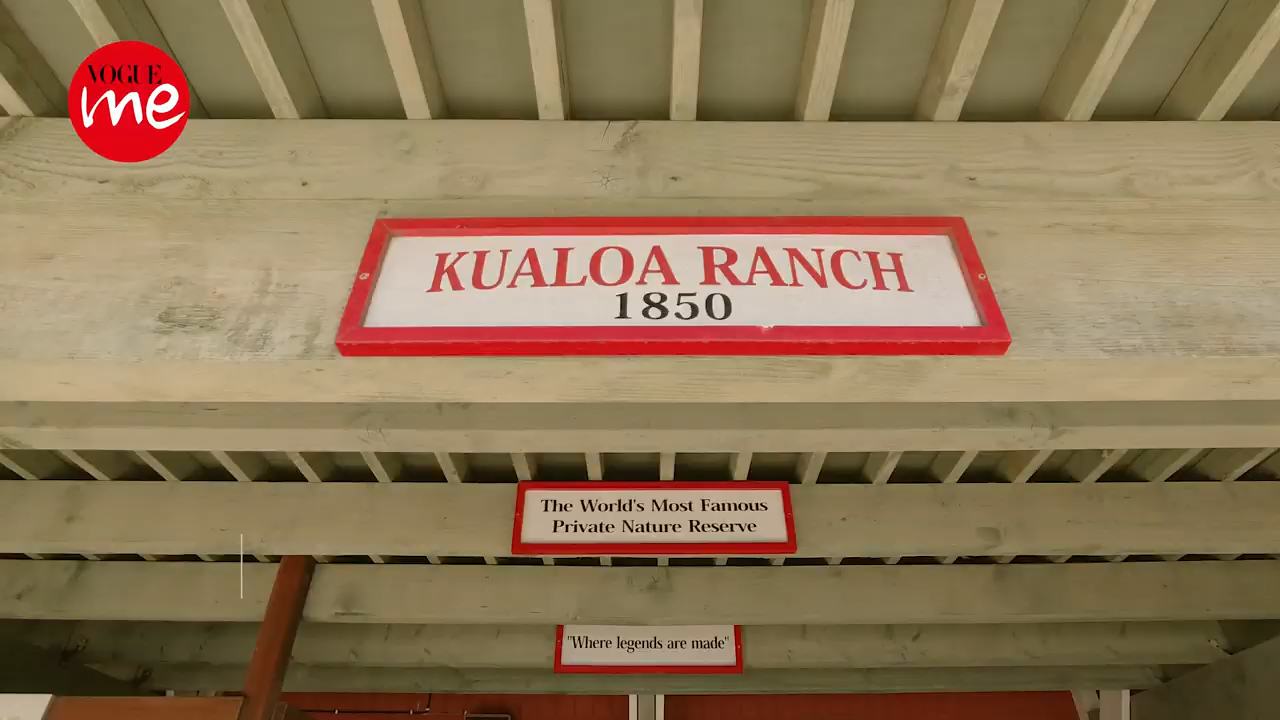 VOGUE
me
KUALOA RANCH
1850
The World's Most Famous
Private Nature Reserve
"Where legends are made"